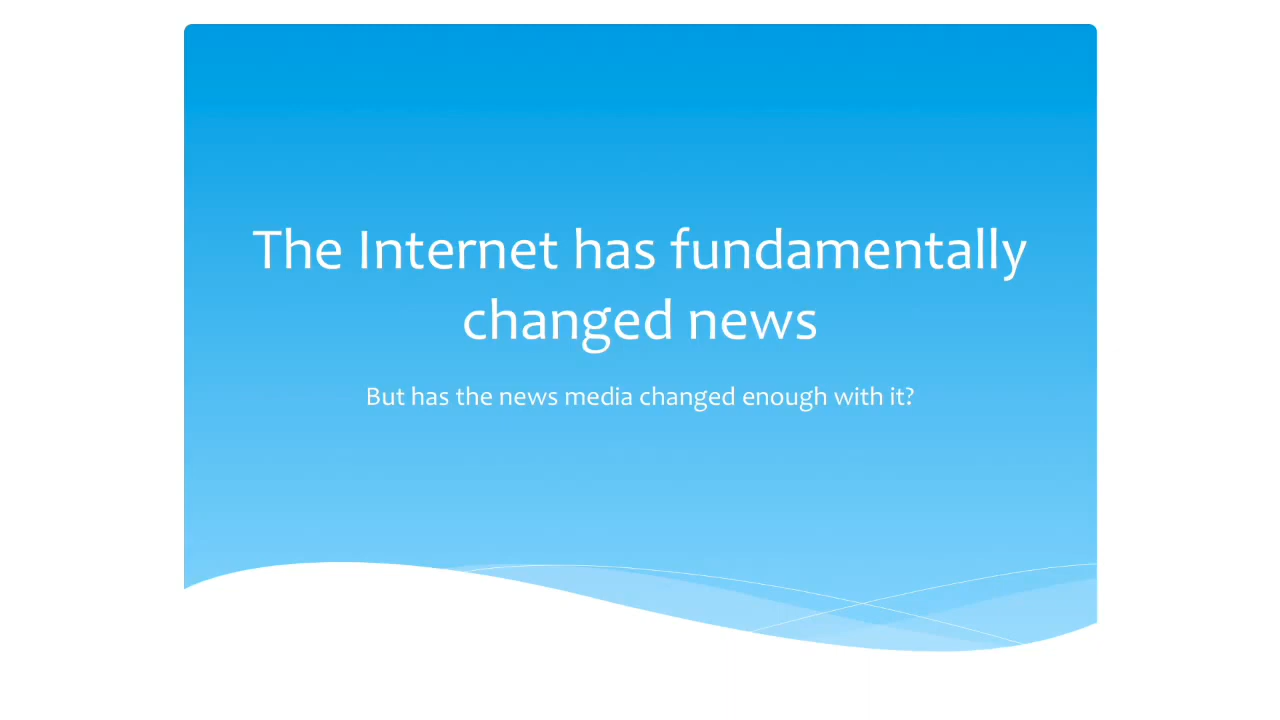 The Internet has fundamentally
changed news
But has the news media changed enough with it?